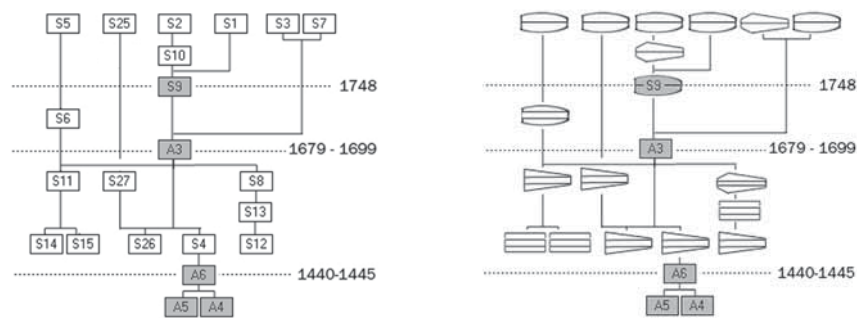 S5 S25 S2 S1 S3 S7
S10
S9 1748 S9 1748
S6
A3 1679 - 1699 A3 1679 - 1699
S11 S27 S8
S13
S14 S15 S26 S4 S12
A6 1440-1445 A6 1440-1445
A5 A4 A5 A4